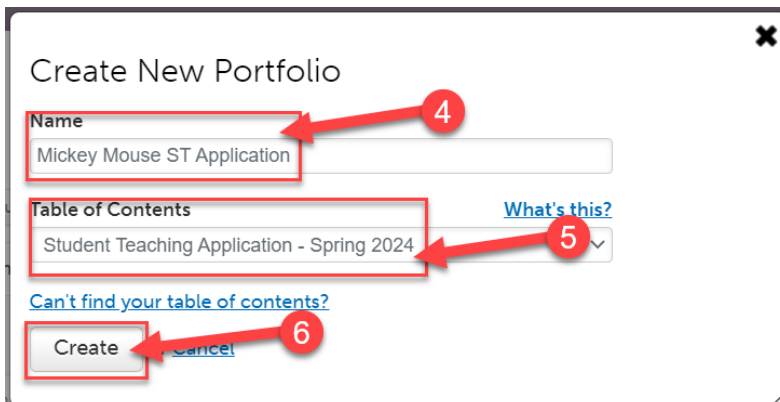 Create New Portfolio
Name
4
Mickey Mouse ST Application
Table of Contents What's this?
Student Teaching Application - Spring 2024
5
Can't find your table of contents?
6
Create Cancel